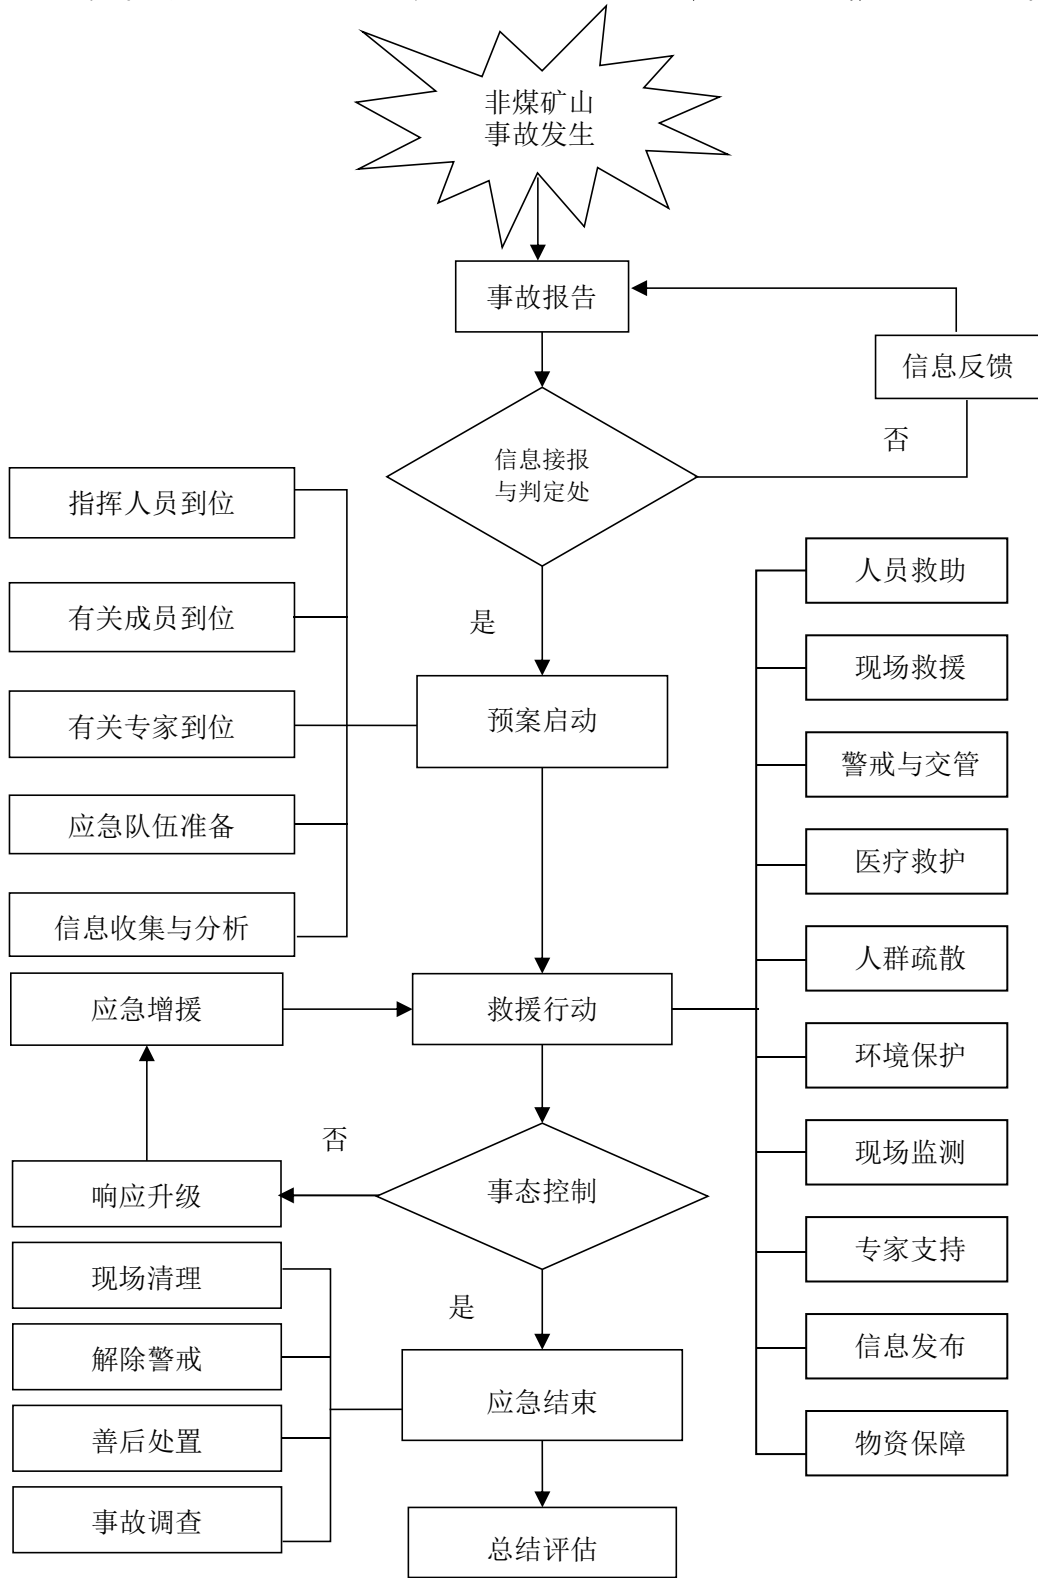 非煤矿山
事故发生
事故报告
信息反馈
信息接报
与判定处
否
指挥人员到位
有关成员到位
有关专家到位
应急队伍准备
信息收集与分析
是
预案启动
人员救助
现场救援
警戒与交管
医疗救护
人群疏散
环境保护
现场监测
专家支持
信息发布
物资保障
应急增援
救援行动
否
响应升级
事态控制
现场清理
解除警戒
善后处置
事故调查
是
应急结束
总结评估